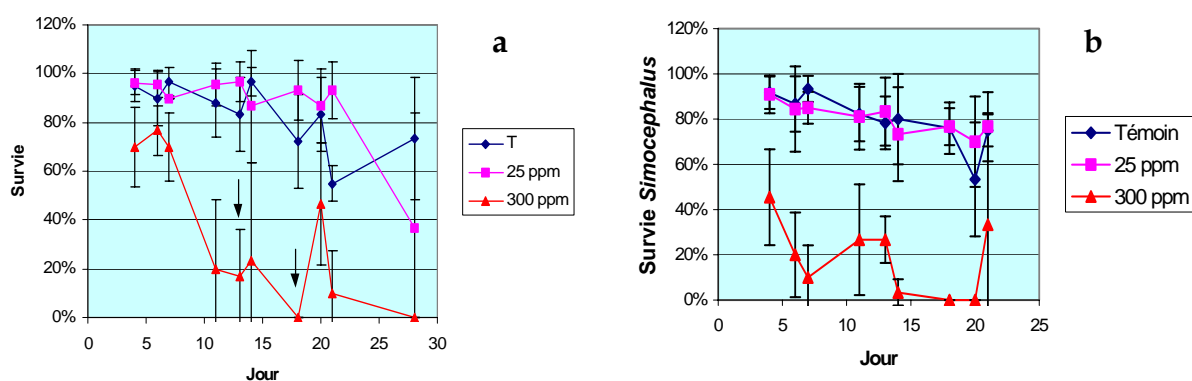 120%
100%
80%
60%
40%
20%
0%
Survie
0 5 10 15 20 25 30
Jour
a
T
25 ppm
300 ppm
120%
100%
80%
60%
40%
20%
0%
Survie Simocephalus
0 5 10 15 20 25
Jour
b
Témoin
25 ppm
300 ppm